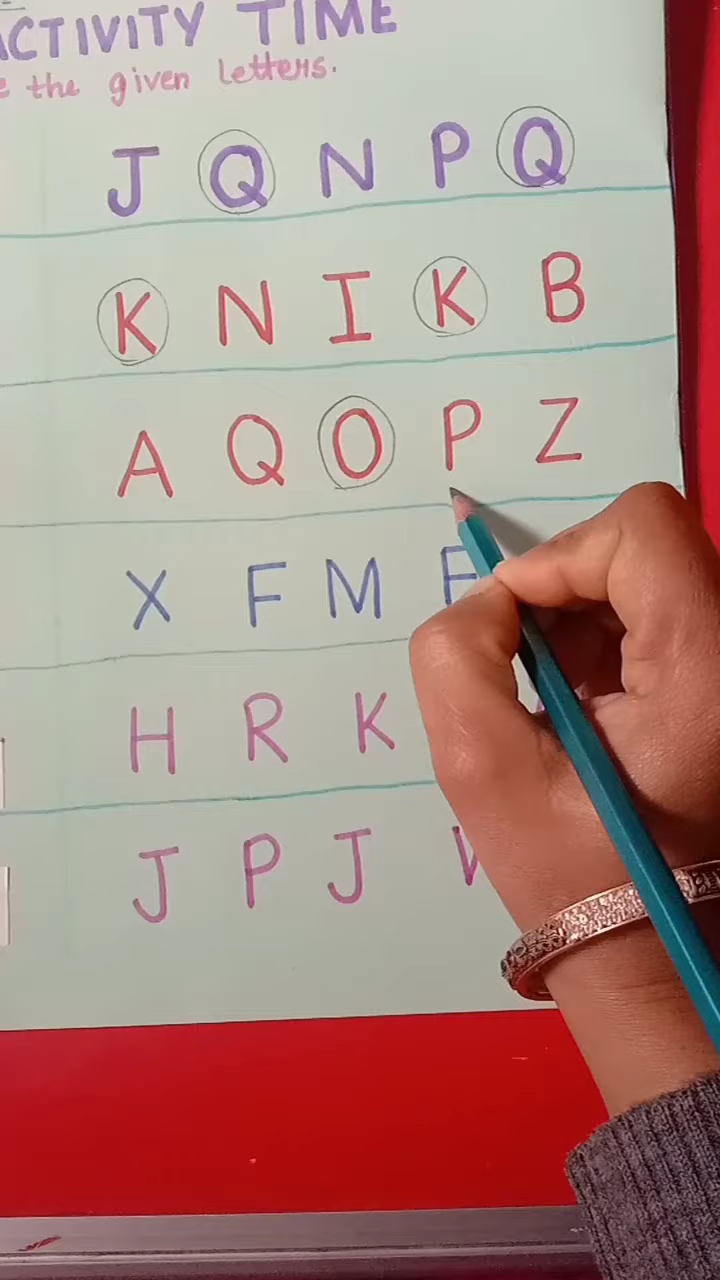 ACTIVITY TIME
the given letters.
J Q N P Q
K N I K B
A Q O P Z
X F M F
H R K
J P J